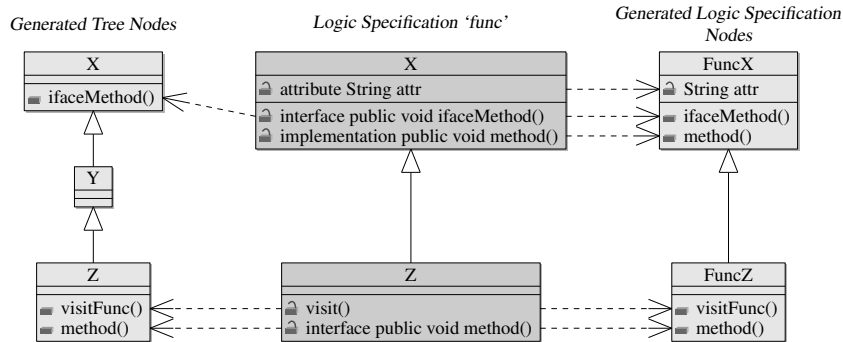 Generated Tree Nodes
Logic Specification ‘func’
Generated Logic Specification
Nodes
X
ifaceMethod()
X
attribute String attr
interface public void ifaceMethod()
implementation public void method()
FuncX
String attr
ifaceMethod()
method()
Y
Z
visitFunc()
method()
Z
visit()
interface public void method()
FuncZ
visitFunc()
method()